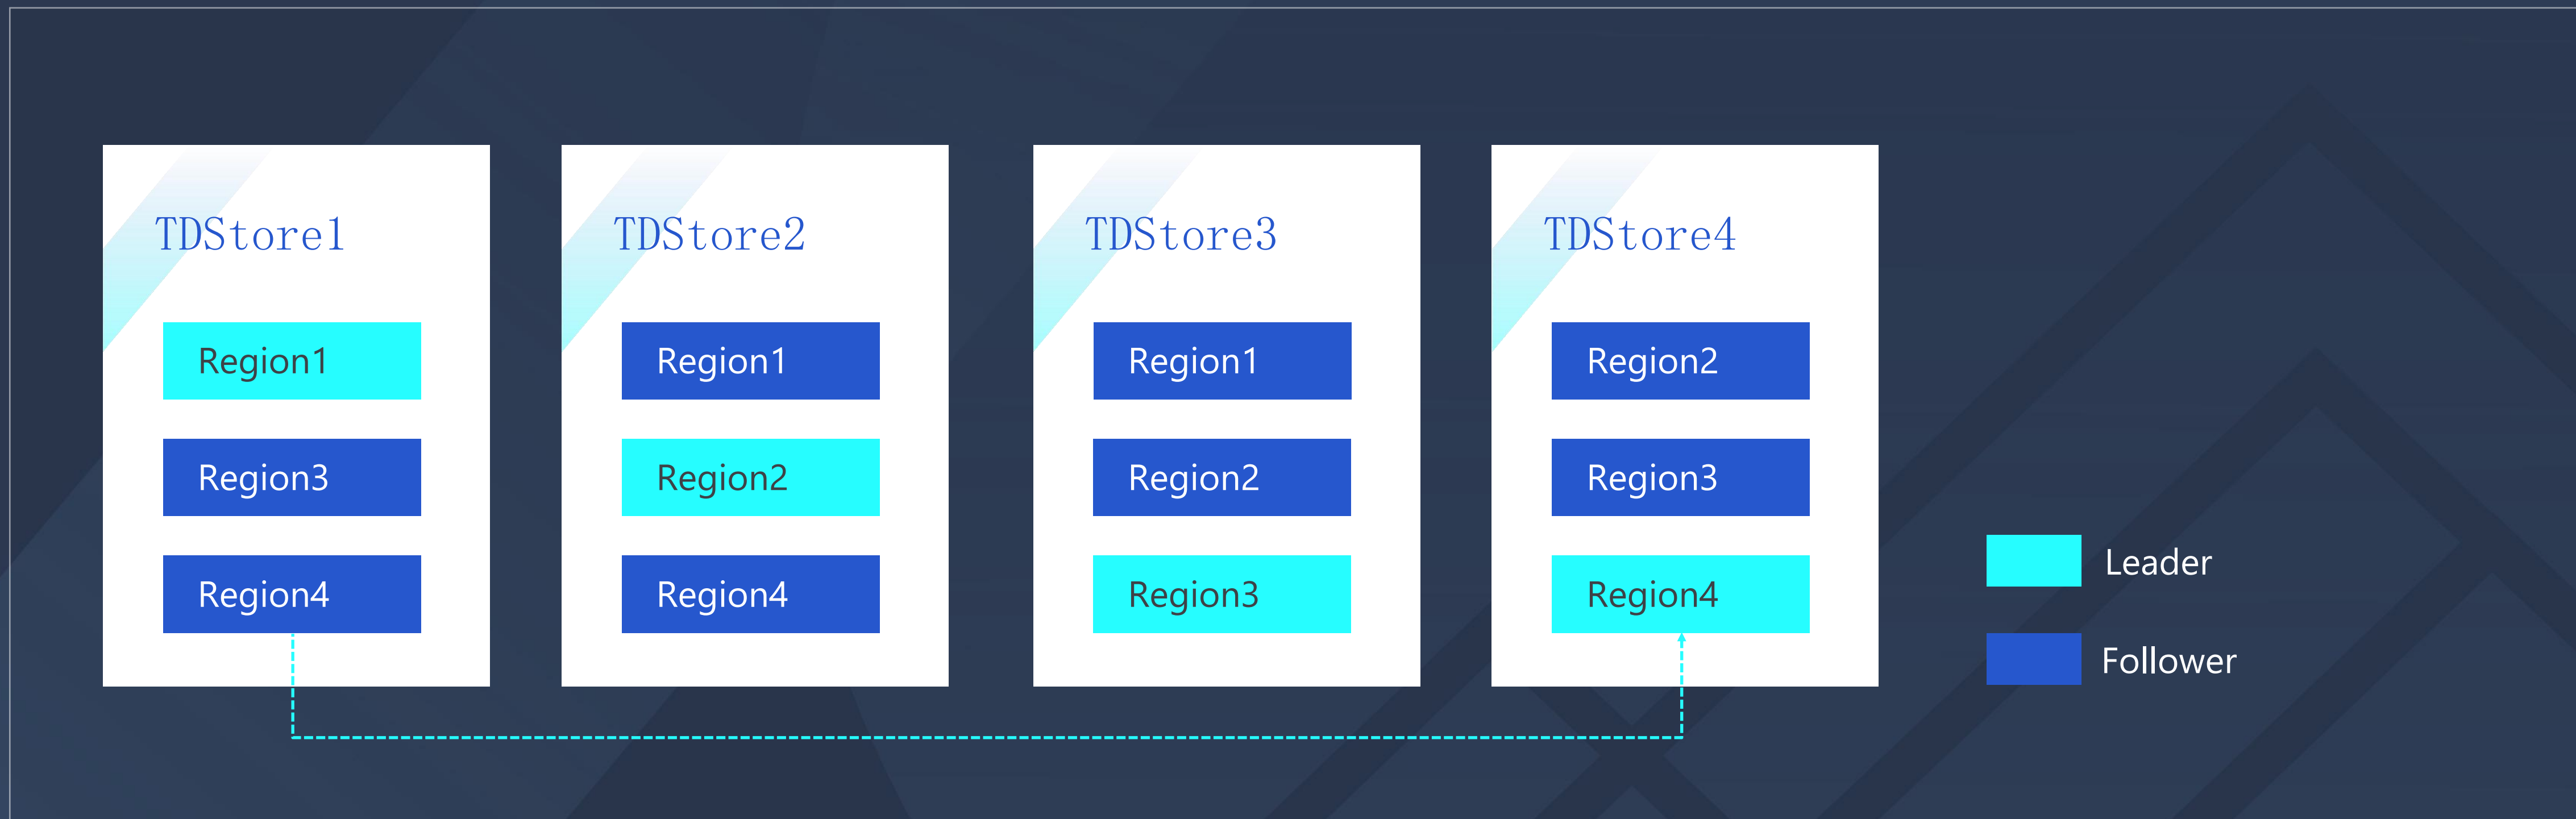 TDStore1
Region1
Region3
Region4
TDStore2
Region1
Region2
Region4
TDStore3
Region1
Region2
Region3
TDStore4
Region2
Region3
Region4
Leader
Follower